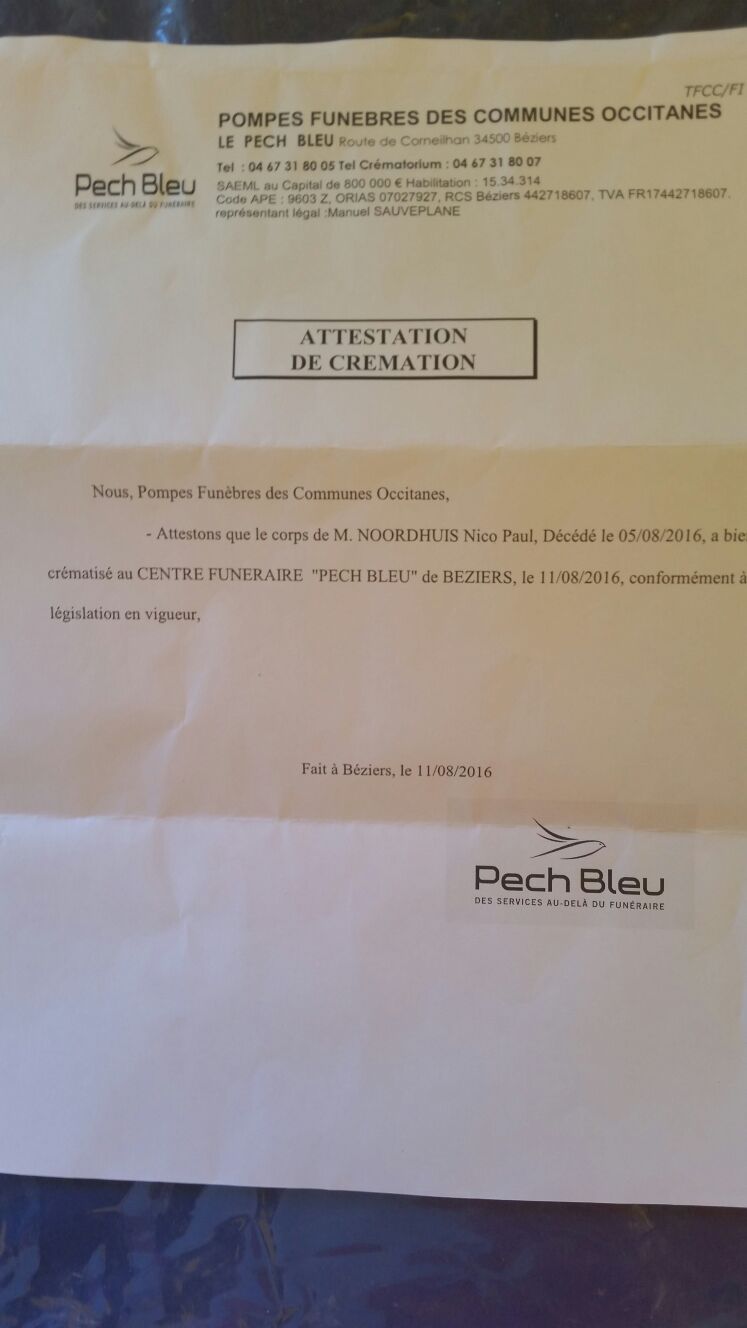 TFCC/FI
POMPES FUNEBRES DES COMMUNES OCCITANES
LE PECH BLEU Route de Corneilhan 34500 Béziers
Tel : 04 67 31 80 05 Tel Crématorium : 04 67 31 80 07
Pech Bleu
DES SERVICES AU-DELÀ DU FUNÉRAIRE
SAEML au Capital de 800 000 € Habilitation : 15.34.314
Code APE : 9603 Z, ORIAS 07027927, RCS Béziers 442718607, TVA FR17442718607.
représentant légal :Manuel SAUVEPLANE
ATTESTATION
DE CREMATION
Nous, Pompes Funèbres des Communes Occitanes,
- Attestons que le corps de M. NOORDHUIS Nico Paul, Décédé le 05/08/2016, a bie
crématisé au CENTRE FUNERAIRE "PECH BLEU" de BEZIERS, le 11/08/2016, conformément à
législation en vigueur,
Fait à Béziers, le 11/08/2016
Pech Bleu
DES SERVICES AU-DELÀ DU FUNÉRAIRE